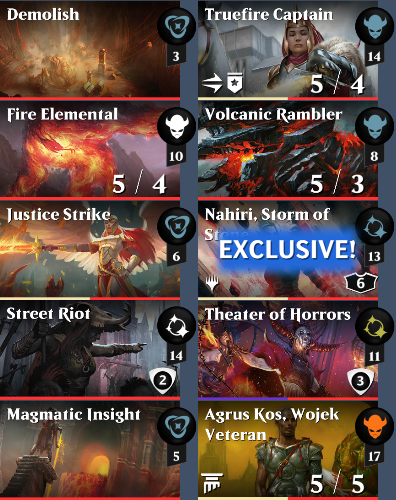 Demolish
3
Truefire Captain
14
5 / 4
Fire Elemental
10
5 / 4
Volcanic Rambler
8
5 / 3
Justice Strike
6
Nahiri, Storm of
EXCLUSIVE!
13
6
Street Riot
14
2
Theater of Horrors
11
3
Magmatic Insight
5
Agrus Kos, Wojek
Veteran
17
5 / 5